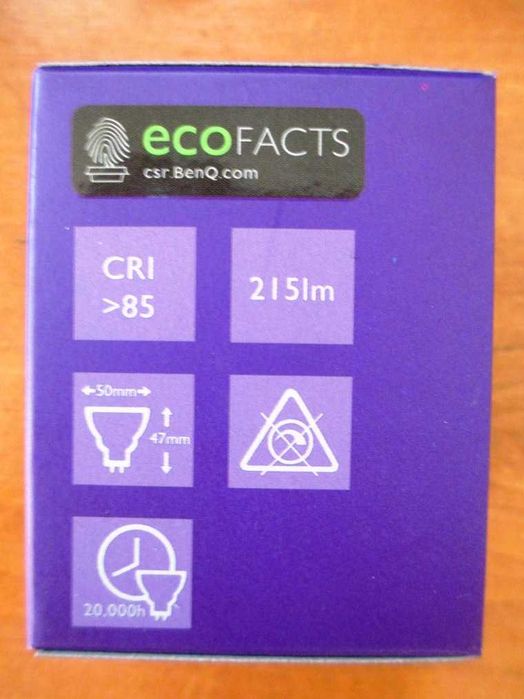 ecoFACTS
csr.BenQ.com
CRI
>85
215lm
50mm
47mm
20.000h